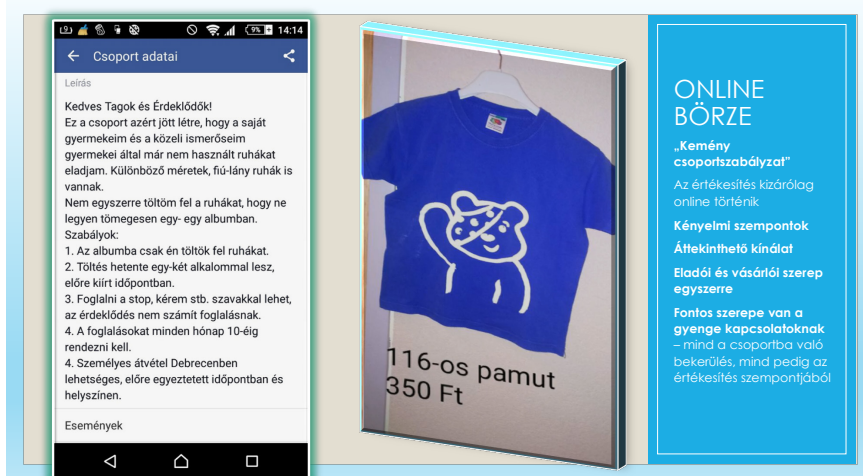 9%
14:14
Csoport adatai
Leírás
Kedves Tagok és Érdeklődők!
Ez a csoport azért jött létre, hogy a saját
gyermekeim és a közeli ismerőseim
gyermekei által már nem használt ruhákat
eladjam. Különböző méretek, fiú-lány ruhák is
vannak.
Nem egyszerre töltöm fel a ruhákat, hogy ne
legyen tömegesen egy- egy albumban.
Szabályok:
1. Az albumba csak én töltök fel ruhákat.
2. Töltés hetente egy-két alkalommal lesz,
előre kiírt időpontban.
3. Foglalni a stop, kérem stb. szavakkal lehet,
az érdeklődés nem számít foglalásnak.
4. A foglalásokat minden hónap 10-éig
rendezni kell.
4. Személyes átvétel Debrecenben
lehetséges, előre egyeztetett időpontban és
helyszínen.
Események
116-os pamut
350 Ft
ONLINE
BÖRZE
„Kemény
csoportszabályzat"
Az értékesítés kizárólag
online történik
Kényelmi szempontok
Áttekinthető kínálat
Eladói és vásárlói szerep
egyszerre
Fontos szerepe van a
gyenge kapcsolatoknak
– mind a csoportba való
bekerülés, mind pedig az
értékesítés szempontjából